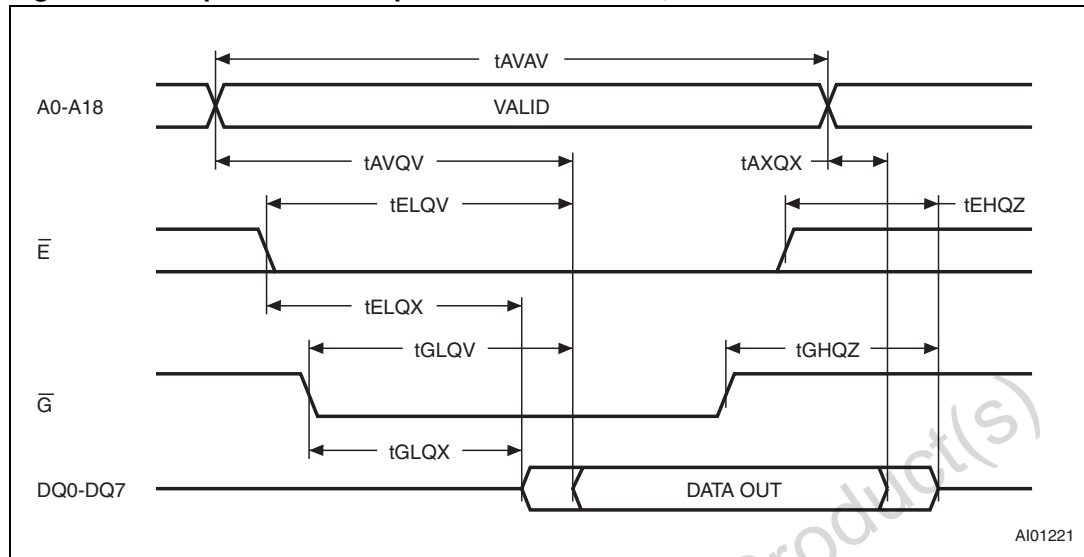 tAVAV
A0-A18
VALID
tAVQV
tAXQX
tELQV
tEHQZ
E
tELQX
tGLQV
tGHQZ
G
tGLQX
DQ0-DQ7
DATA OUT
AI01221